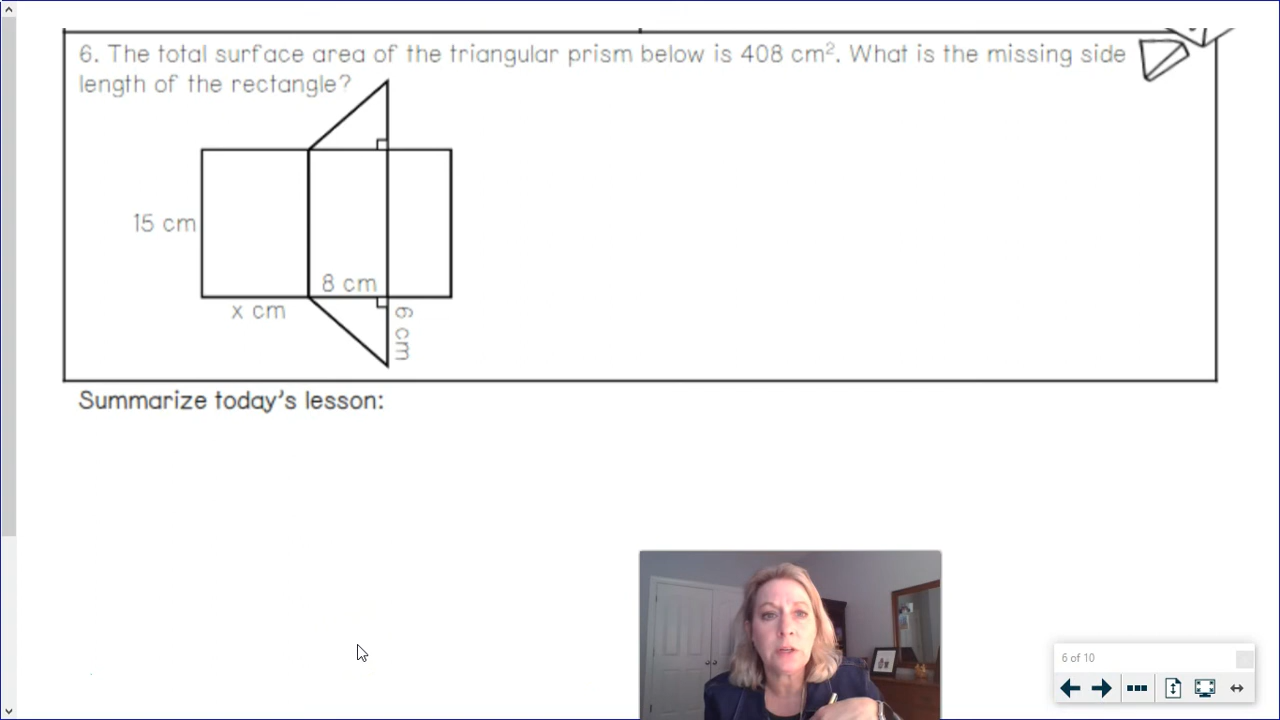 6. The total surface area of the triangular prism below is 408 cm². What is the missing side
length of the rectangle?
15 cm
8 cm
x cm
6 cm
Summarize today's lesson:
6 of 10